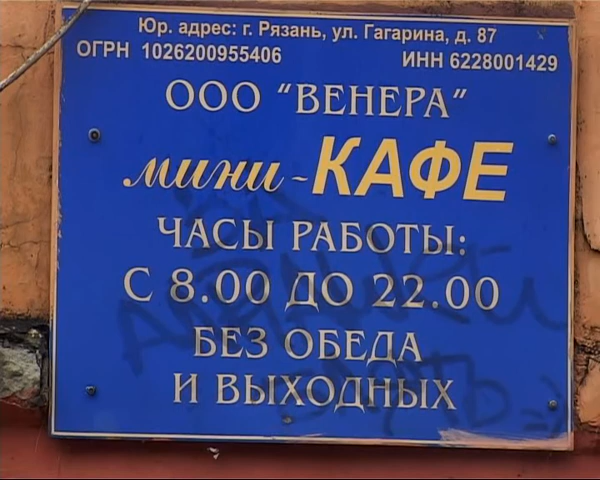 Юр. адрес: г. Рязань, ул. Гагарина, д. 87
ОГРН 1026200955406 ИНН 6228001429
ООО "ВЕНЕРА"
мини-КАФЕ
ЧАСЫ РАБОТЫ:
С 8.00 ДО 22.00
БЕЗ ОБЕДА
И ВЫХОДНЫХ